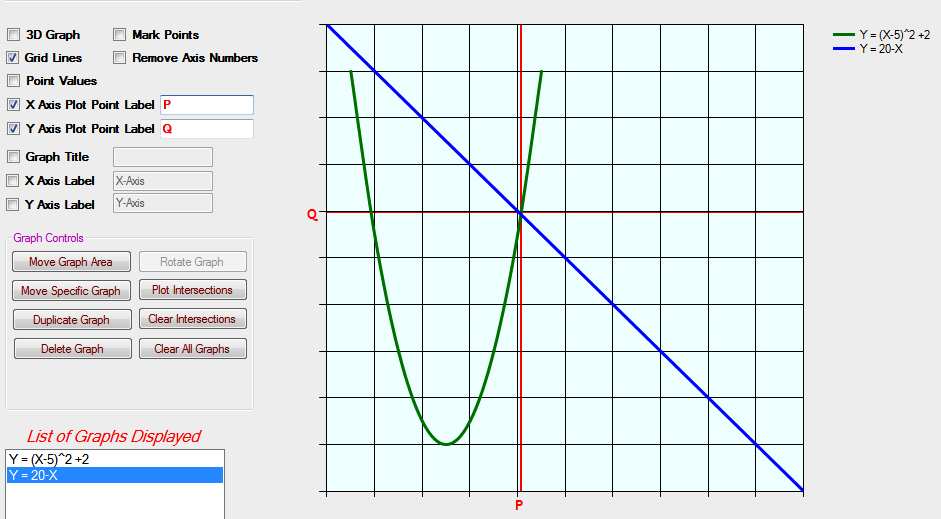 3D Graph
Mark Points
Grid Lines
Remove Axis Numbers
Point Values
X Axis Plot Point Label P
Y Axis Plot Point Label Q
Graph Title
X Axis Label X-Axis
Y Axis Label Y-Axis
Graph Controls
Move Graph Area
Rotate Graph
Move Specific Graph
Plot Intersections
Duplicate Graph
Clear Intersections
Delete Graph
Clear All Graphs
List of Graphs Displayed
Y = (X-5)^2 +2
Y = 20-X
Q
P
Y = (X-5)^2 +2
Y = 20-X